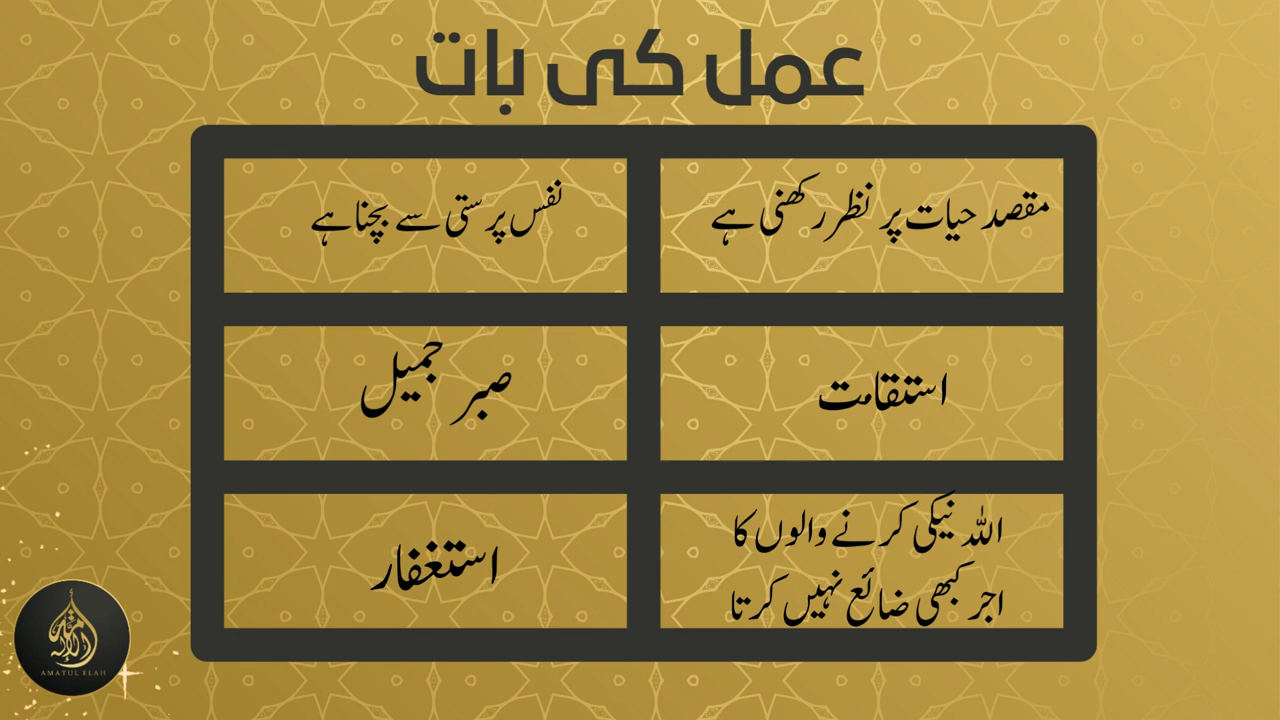 عمل کی بات
مقصد حیات پر نظر رکھنی ہے
نفس پرستی سے بچنا ہے
استقامت
صبر جمیل
اللہ نیکی کرنے والوں کا
اجر کبھی ضائع نہیں کرتا
استغفار
AMATUL ELAH